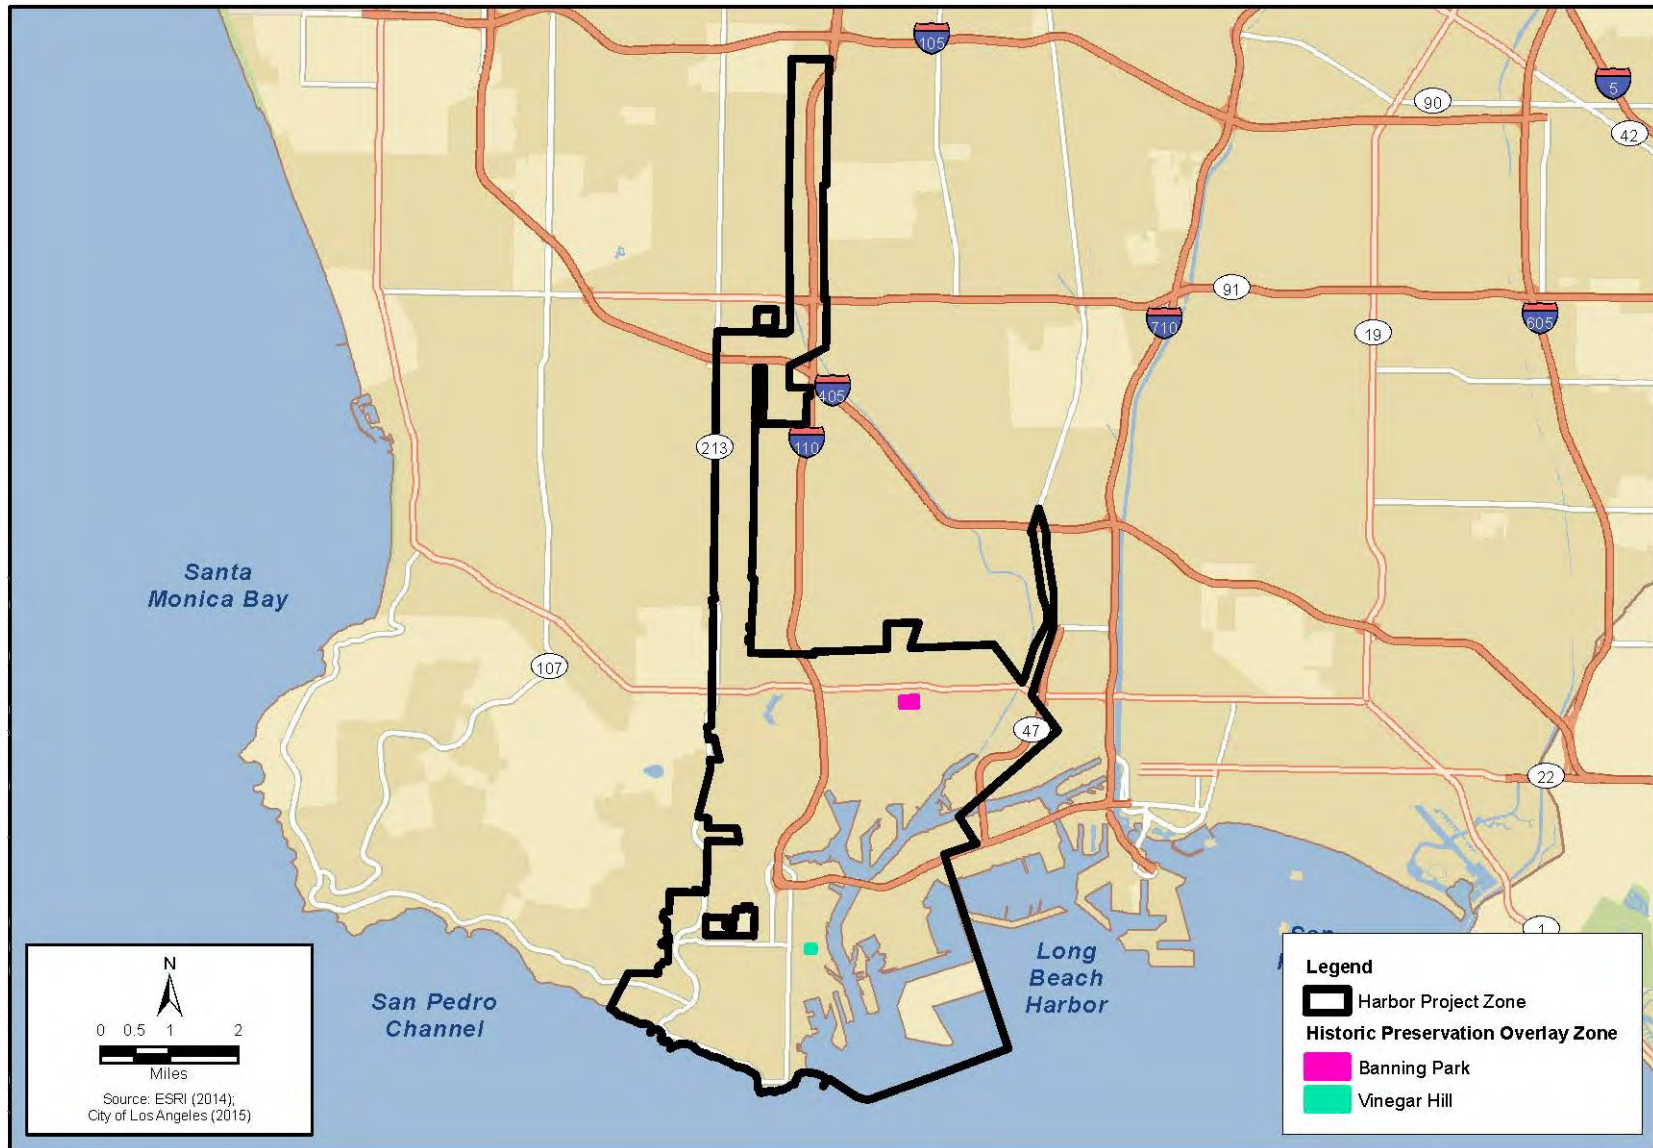 105
5
90
42
91
710
605
19
405
213
110
Santa
Monica Bay
107
47
22
1
San
Long
Beach
Harbor
San Pedro
Channel
N
0 0.5 1 2
Miles
Source: ESRI (2014);
City of Los Angeles (2015)
Legend
Harbor Project Zone
Historic Preservation Overlay Zone
Banning Park
Vinegar Hill